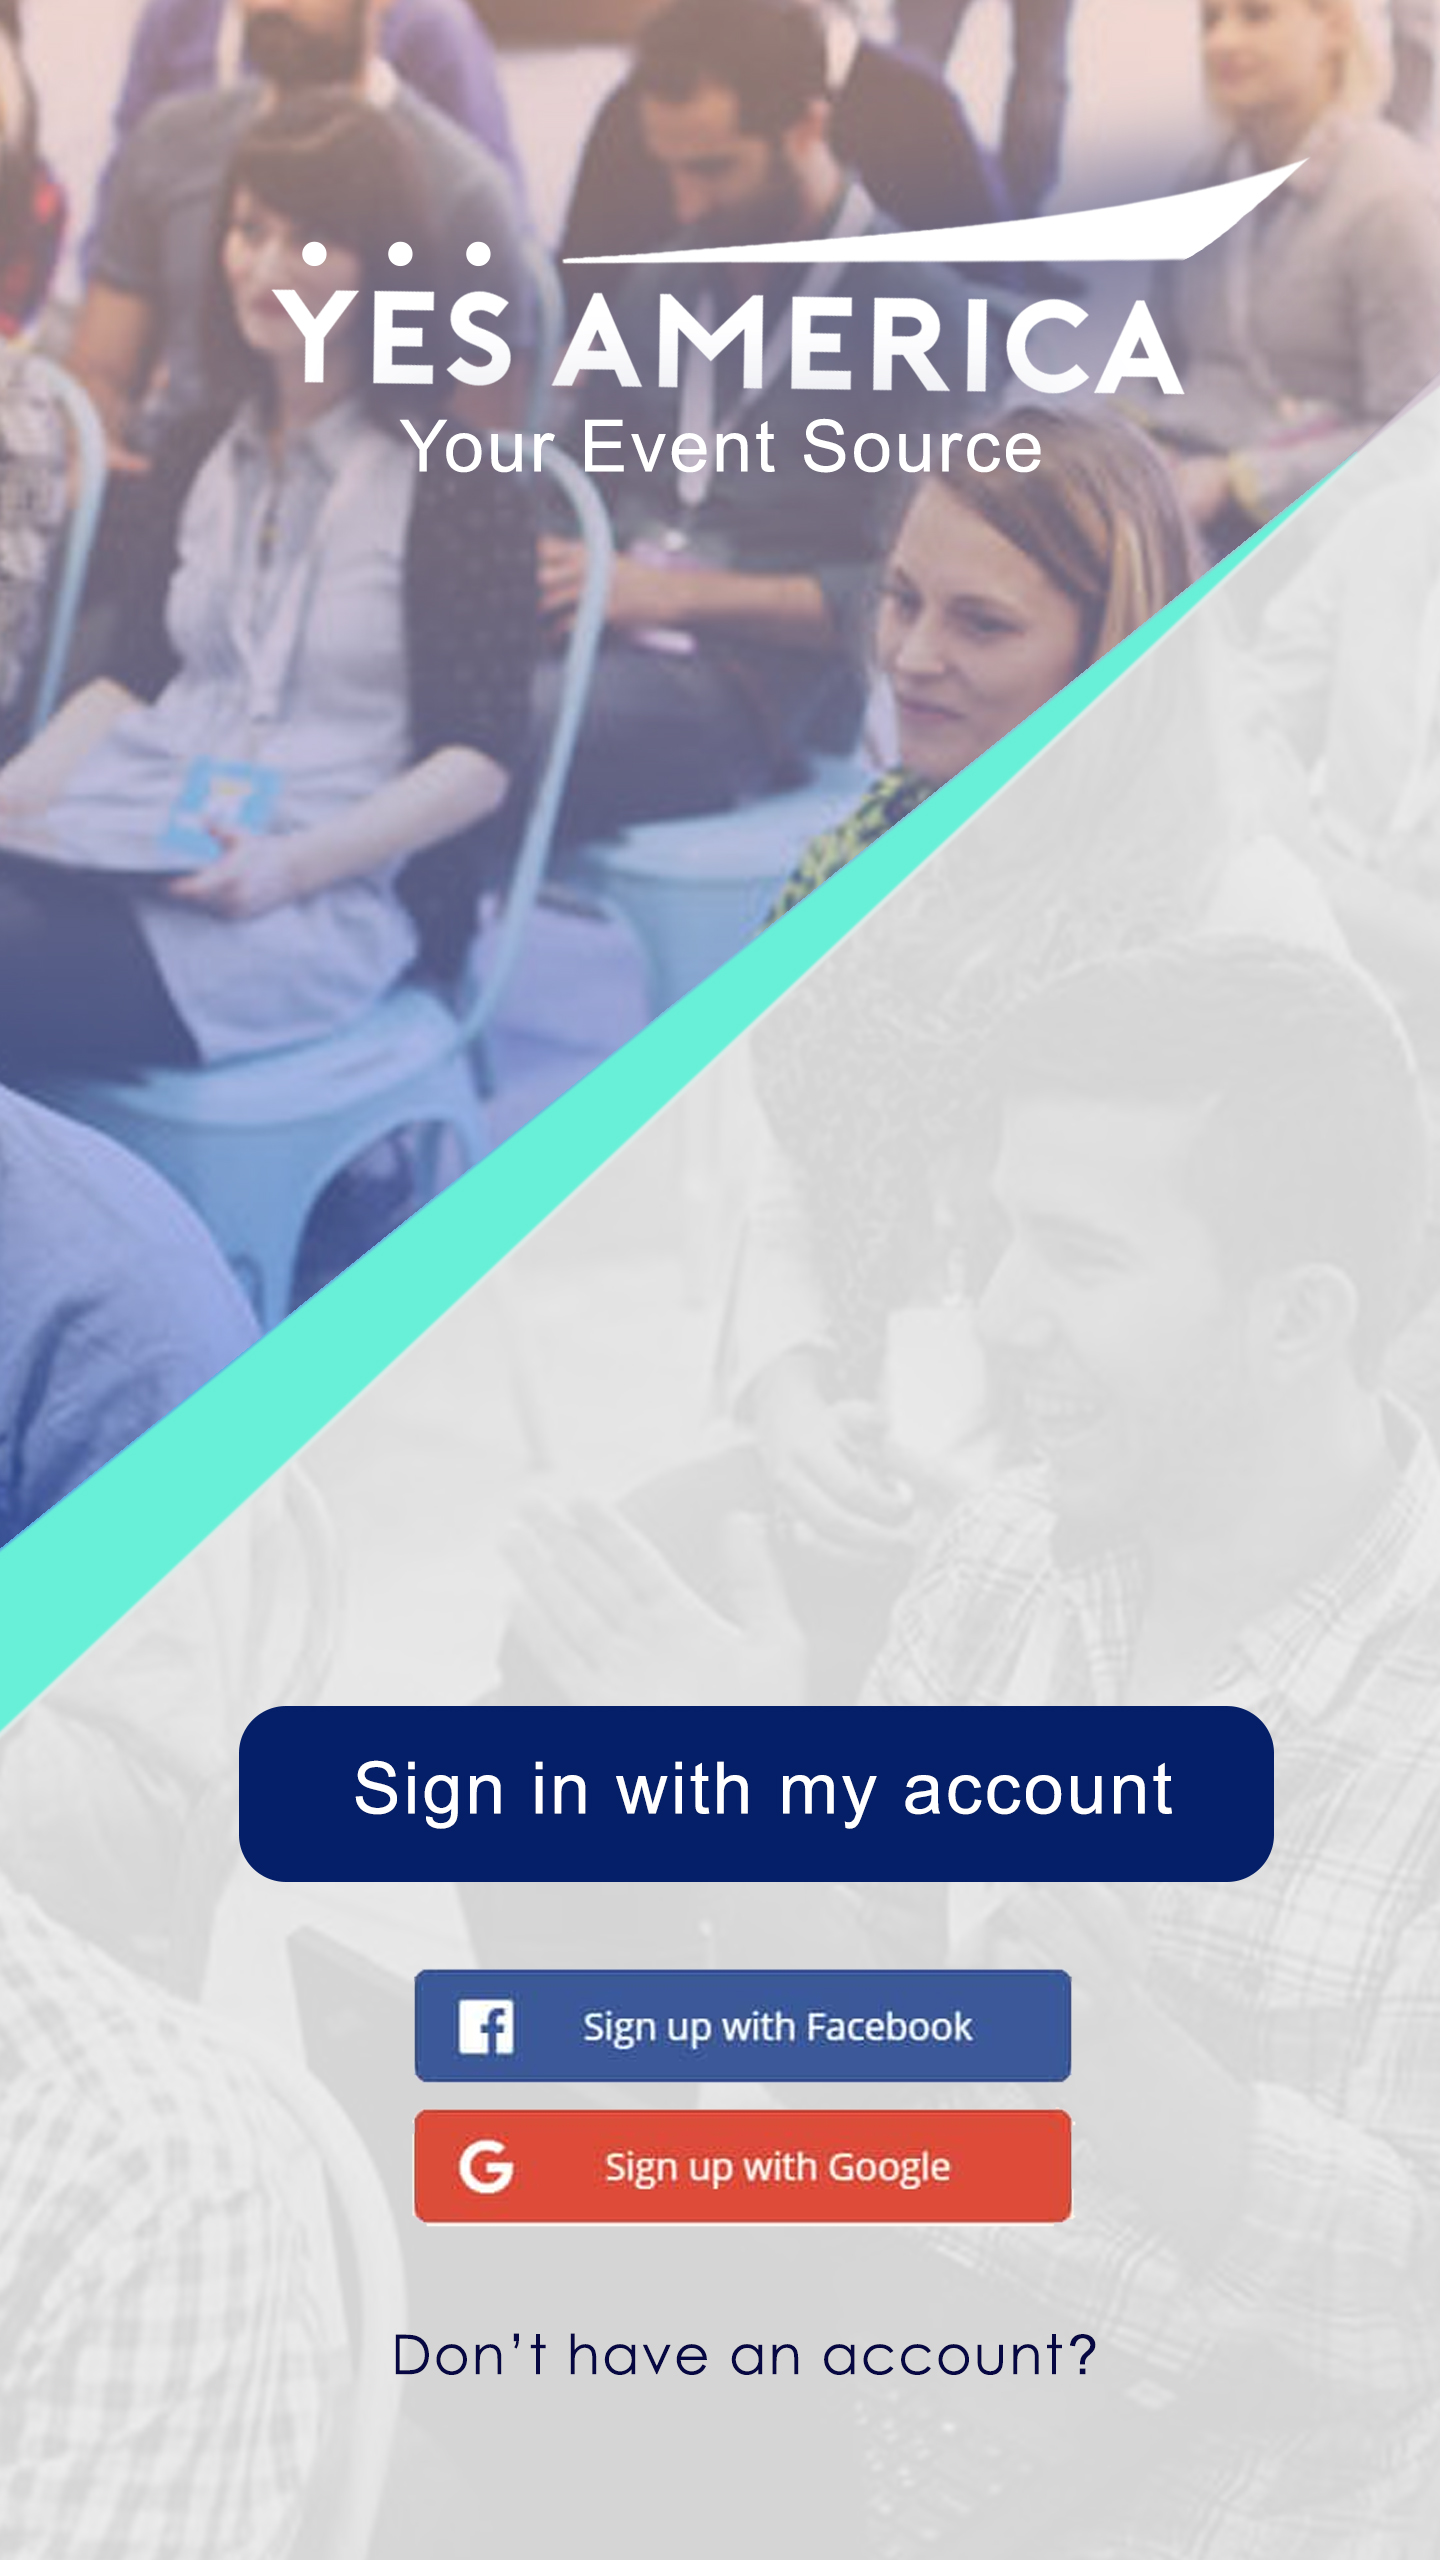 YES AMERICA
Your Event Source
Sign in with my account
Sign up with Facebook
Sign up with Google
Don’t have an account?